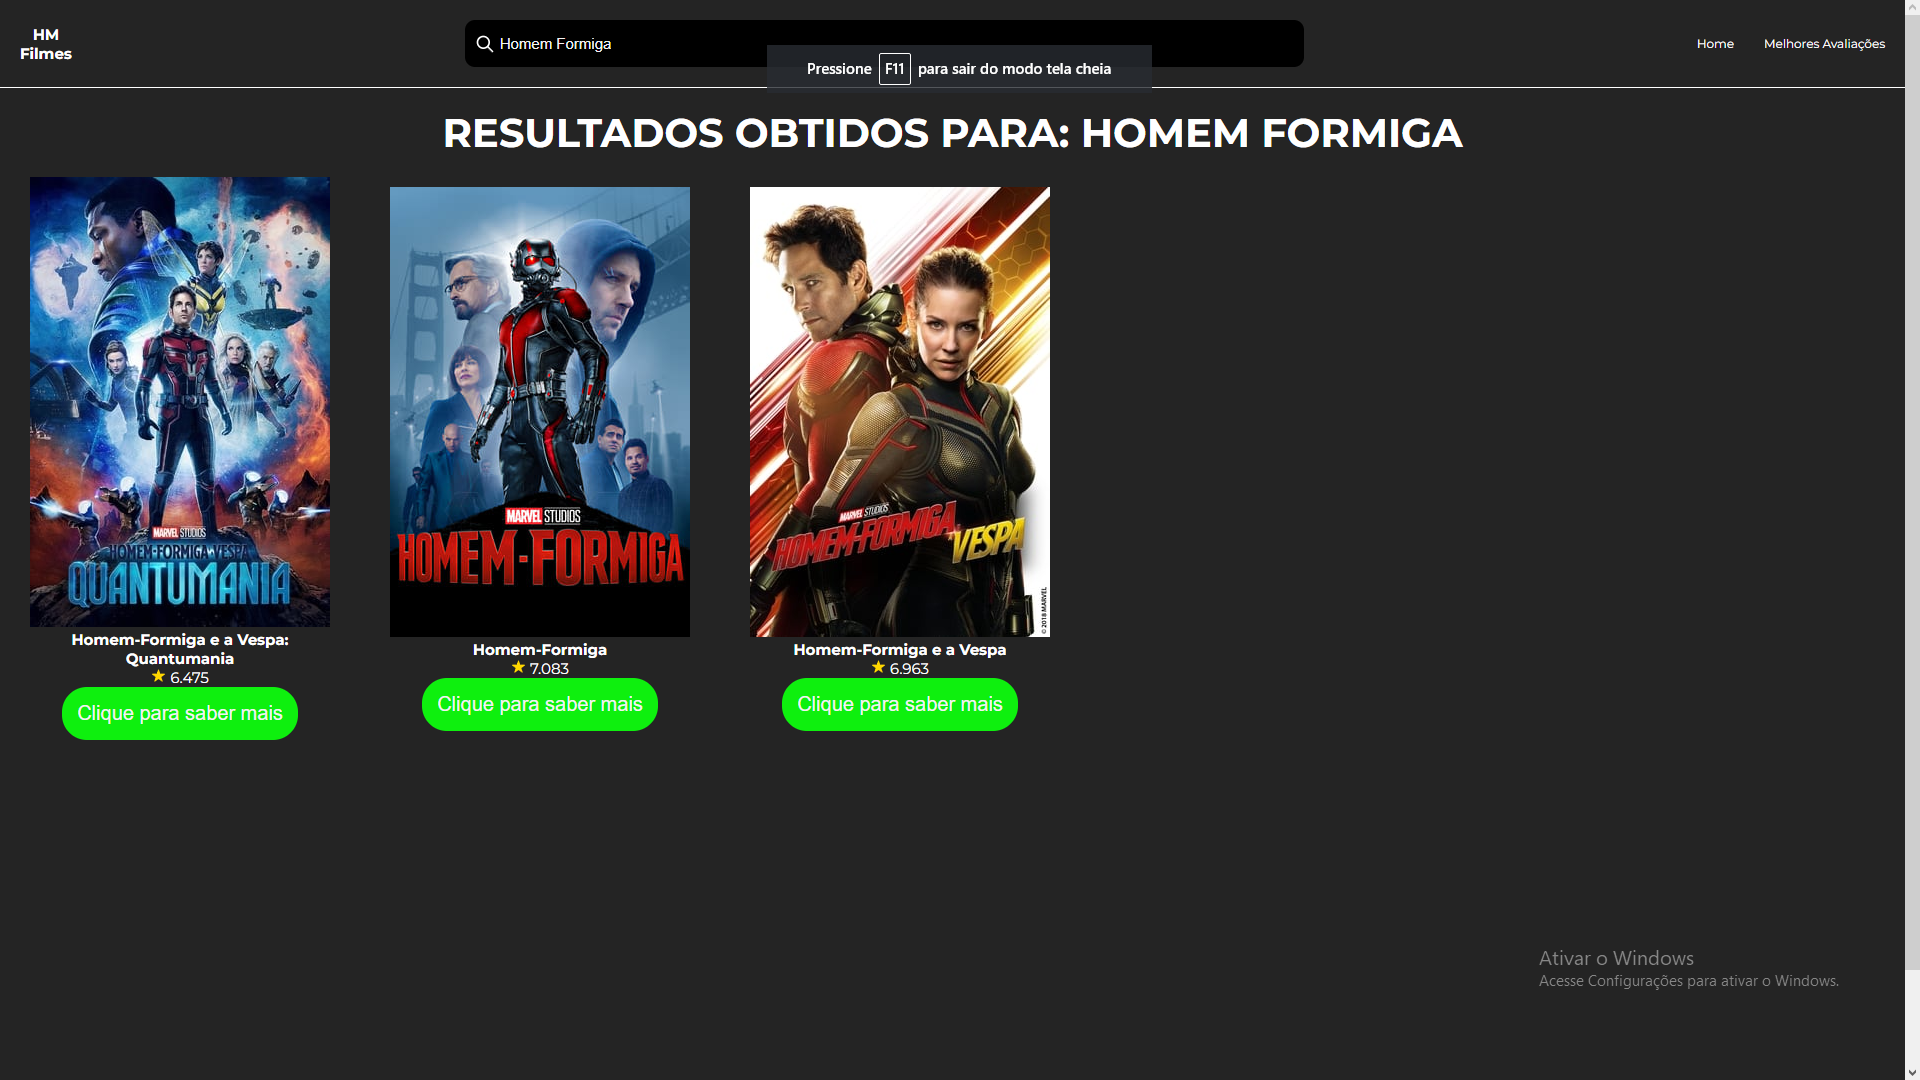 HM
Filmes
Homem Formiga
Home
Melhores Avaliações
Pressione F11 para sair do modo tela cheia
RESULTADOS OBTIDOS PARA: HOMEM FORMIGA
MARVEL STUDIOS
HOMEM-FORMIGA VESPA
QUANTUMANIA
Homem-Formiga e a Vespa:
Quantumania
6.475
Clique para saber mais
MARVEL STUDIOS
HOMEM-FORMIGA
Homem-Formiga
7.083
Clique para saber mais
MARVEL STUDIOS
HOMEM-FORMIGA
VESPA
© 2018 MARVEL
Homem-Formiga e a Vespa
6.963
Clique para saber mais
Ativar o Windows
Acesse Configurações para ativar o Windows.